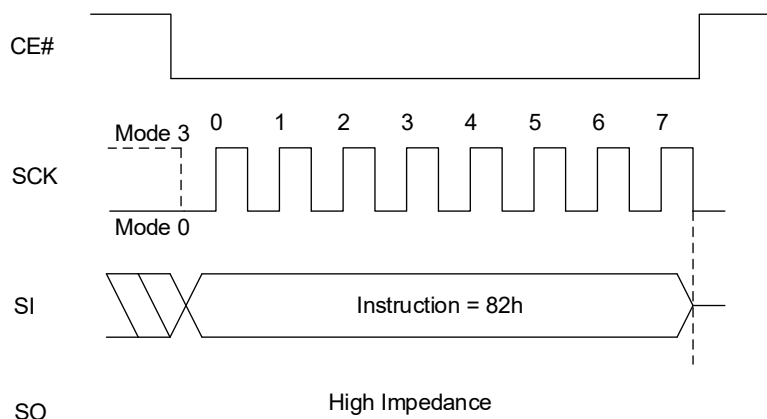 CE#
0 1 2 3 4 5 6 7
Mode 3
SCK
Mode 0
SI
Instruction = 82h
High Impedance
SO